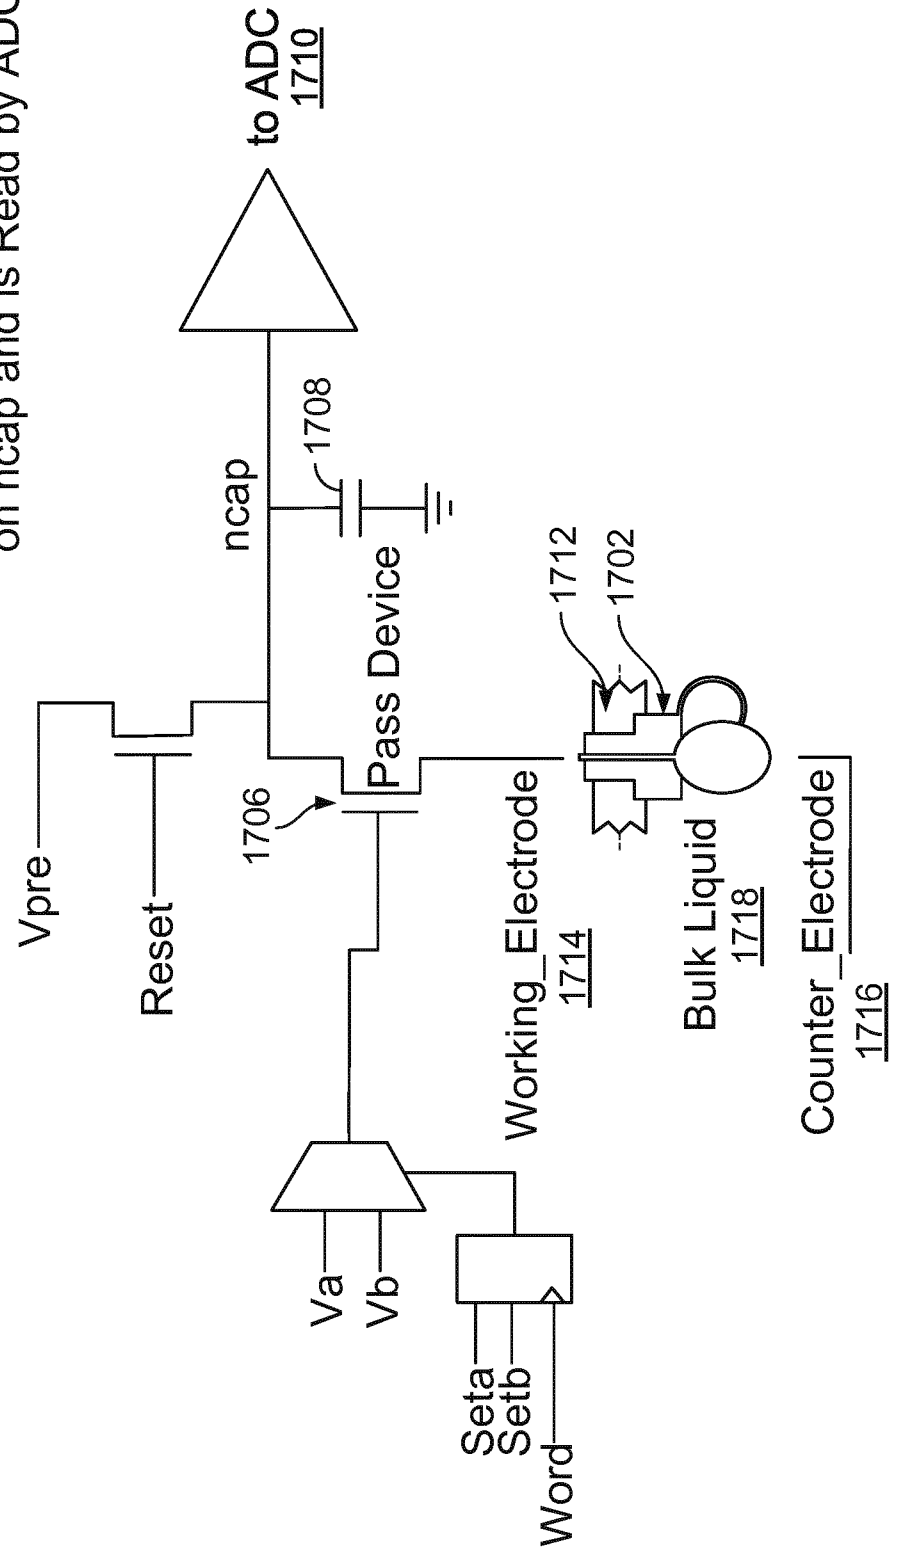 on ncap and is Read by ADC
Vpre
Reset
ncap
to ADC
1710
1708
1706
Pass Device
Va
Vb
Seta
Setb
Word
Working_Electrode
1714
1712
1702
Bulk Liquid
1718
Counter_Electrode
1716